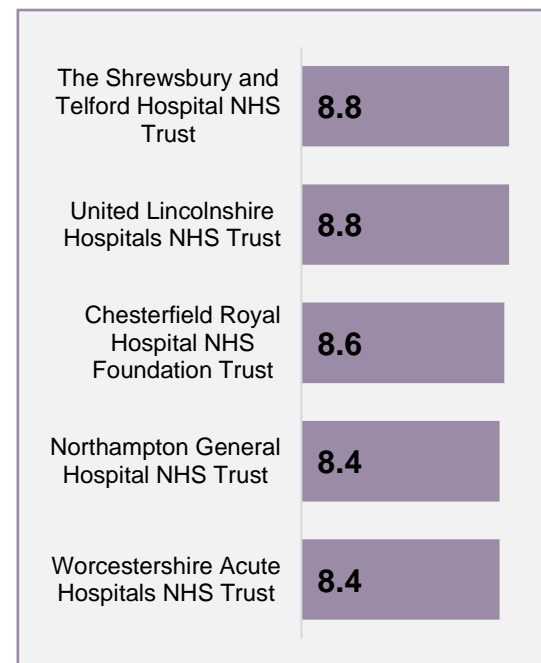 The Shrewsbury and
Telford Hospital NHS
Trust
8.8
United Lincolnshire
Hospitals NHS Trust
8.8
Chesterfield Royal
Hospital NHS
Foundation Trust
8.6
Northampton General
Hospital NHS Trust
8.4
Worcestershire Acute
Hospitals NHS Trust
8.4